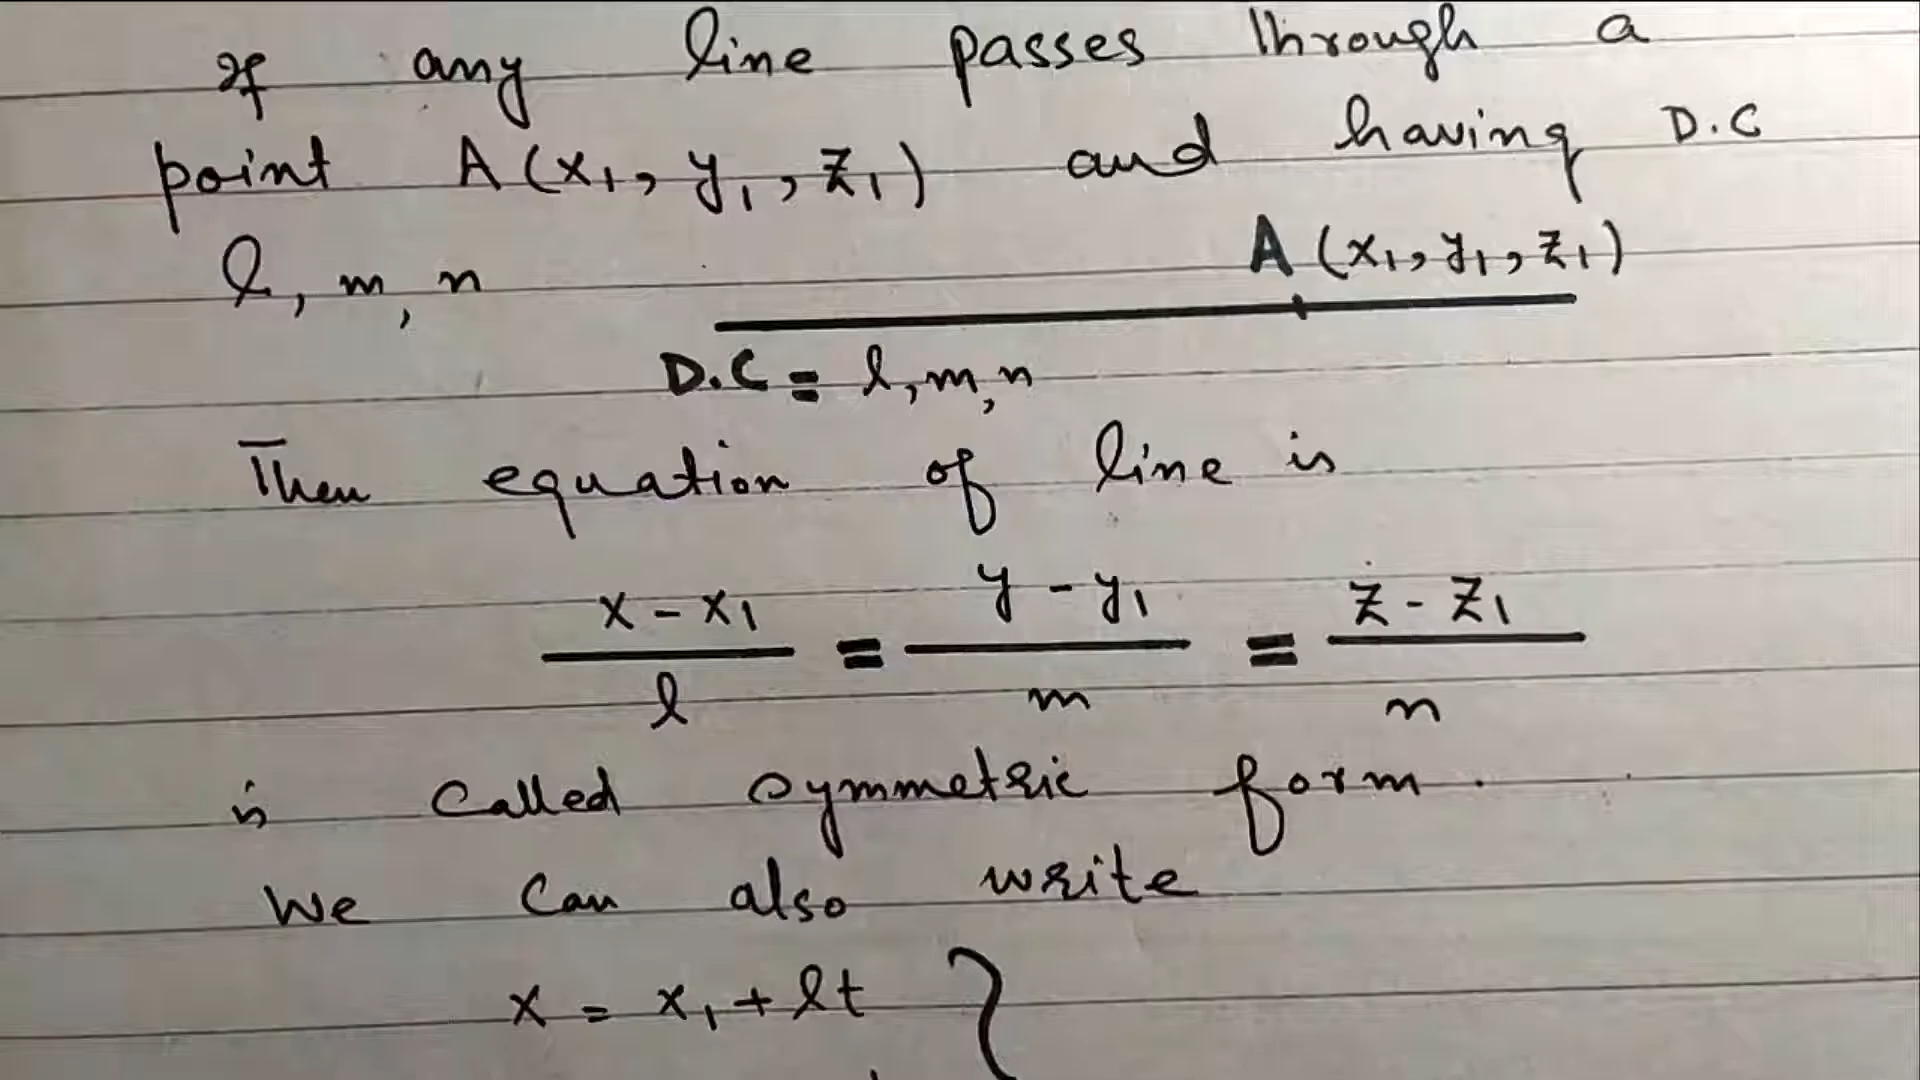 If any line passes through a
point A(x₁, y₁, z₁) and having D.C
l, m, n
A (x₁, y₁, z₁)
D.C = l, m, n
Then equation of line is
x - x₁ / l = y - y₁ / m = z - z₁ / n
is called symmetric form.
We can also write
x = x₁ + lt }